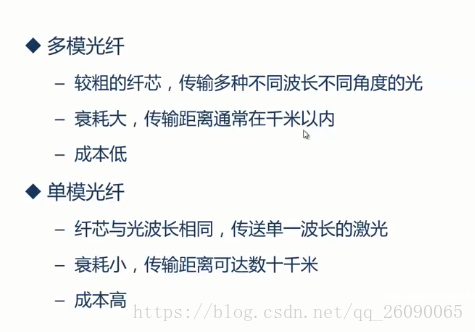 ◆ 多模光纤
– 较粗的纤芯，传输多种不同波长不同角度的光
– 衰耗大，传输距离通常在千米以内
– 成本低
◆ 单模光纤
– 纤芯与光波长相同，传送单一波长的激光
– 衰耗小，传输距离可达数十千米
– 成本高
https://blog.csdn.net/qq_26090065